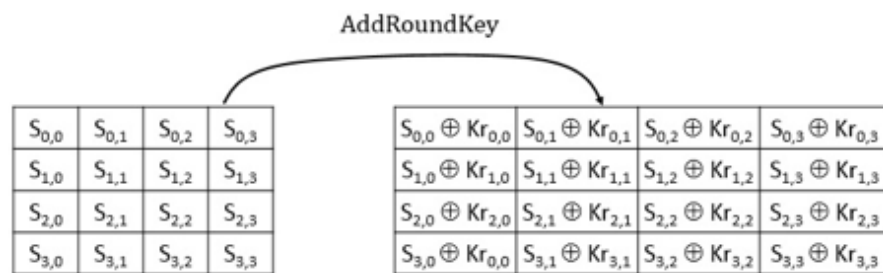 AddRoundKey
S₀,₀ S₀,₁ S₀,₂ S₀,₃ S₀,₀ ⊕ Kr₀,₀ S₀,₁ ⊕ Kr₀,₁ S₀,₂ ⊕ Kr₀,₂ S₀,₃ ⊕ Kr₀,₃
S₁,₀ S₁,₁ S₁,₂ S₁,₃ S₁,₀ ⊕ Kr₁,₀ S₁,₁ ⊕ Kr₁,₁ S₁,₂ ⊕ Kr₁,₂ S₁,₃ ⊕ Kr₁,₃
S₂,₀ S₂,₁ S₂,₂ S₂,₃ S₂,₀ ⊕ Kr₂,₀ S₂,₁ ⊕ Kr₂,₁ S₂,₂ ⊕ Kr₂,₂ S₂,₃ ⊕ Kr₂,₃
S₃,₀ S₃,₁ S₃,₂ S₃,₃ S₃,₀ ⊕ Kr₀,₀ S₃,₁ ⊕ Kr₃,₁ S₃,₂ ⊕ Kr₃,₂ S₃,₃ ⊕ Kr₃,₃